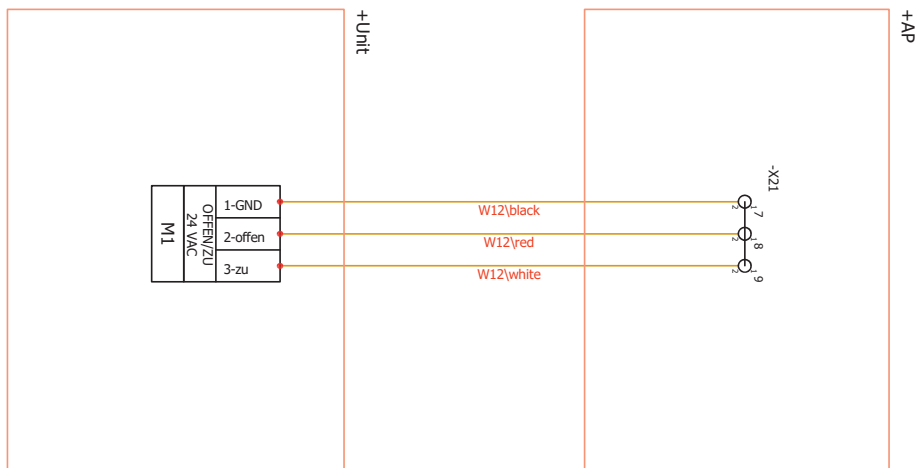 +Unit
+AP
-X21
1-GND
2-offen
3-zu
OFFEN/ZU
24 VAC
M1
W12\black
W12\red
W12\white
2
1
7
2
1
8
2
1
9